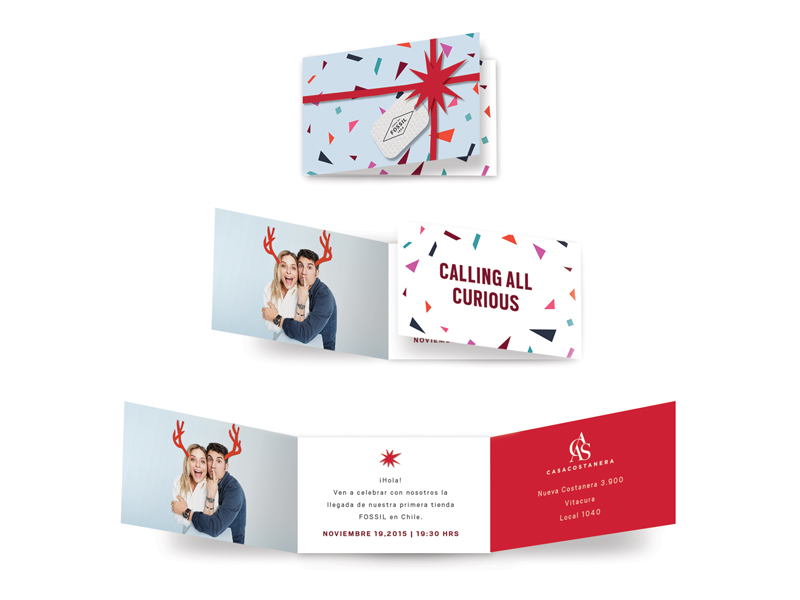 FOSSIL
CALLING ALL
CURIOUS
NOVIEMB
¡Hola!
Ven a celebrar con nosotros la
llegada de nuestra primera tienda
FOSSIL en Chile.
NOVIEMBRE 19,2015 | 19:30 HRS
CAS
CASACOSTANERA
Nueva Costanera 3.900
Vitacura
Local 1040